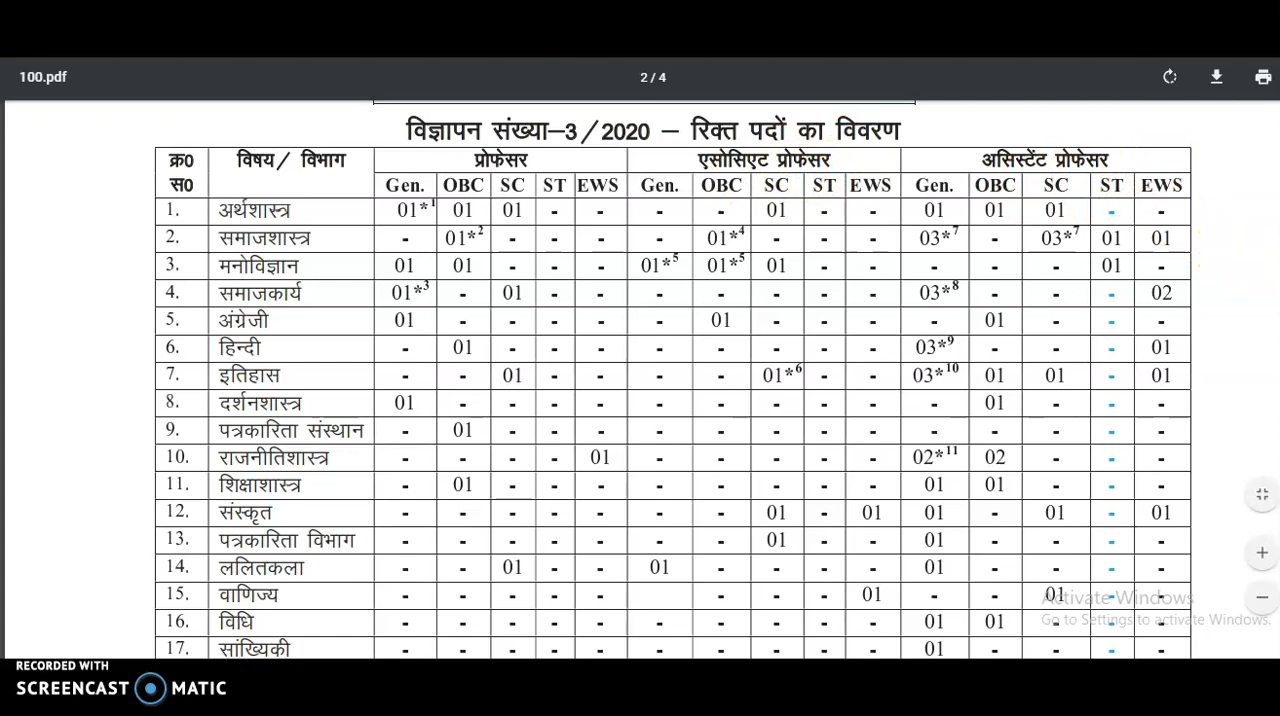 100.pdf 2 / 4
विज्ञापन संख्या–3/2020 – रिक्त पदों का विवरण
क्र0 स0 विषय/ विभाग प्रोफेसर एसोसिएट प्रोफेसर असिस्टेंट प्रोफेसर
Gen. OBC SC ST EWS Gen. OBC SC ST EWS Gen. OBC SC ST EWS
1. अर्थशास्त्र 01*1 01 01 - - - - 01 - - 01 01 01 - -
2. समाजशास्त्र - 01*2 - - - - 01*4 - - - 03*7 - 03*7 01 01
3. मनोविज्ञान 01 01 - - - 01*5 01*5 01 - - - - - 01 -
4. समाजकार्य 01*3 - 01 - - - - - - - 03*8 - - - 02
5. अंग्रेजी 01 - - - - - 01 - - - - 01 - - -
6. हिन्दी - 01 - - - - - - - - 03*9 - - - 01
7. इतिहास - - 01 - - - - 01*6 - - 03*10 01 01 - 01
8. दर्शनशास्त्र 01 - - - - - - - - - - 01 - - -
9. पत्रकारिता संस्थान - 01 - - - - - - - - - - - - -
10. राजनीतिशास्त्र - - - - 01 - - - - - 02*11 02 - - -
11. शिक्षाशास्त्र - 01 - - - - - - - - 01 01 - - -
12. संस्कृत - - - - - - - 01 - 01 01 - 01 - 01
13. पत्रकारिता विभाग - - - - - - - 01 - - 01 - - - -
14. ललितकला - - 01 - - 01 - - - - 01 - - - -
15. वाणिज्य - - - - - - - - - 01 - - 01 - -
Activate Windows
16. विधि - - - - - - - - - - 01 01 - - -
Go to Settings to activate Windows.
17. सांख्यिकी - - - - - - - - - - 01 - - - -
RECORDED WITH
SCREENCAST MATIC